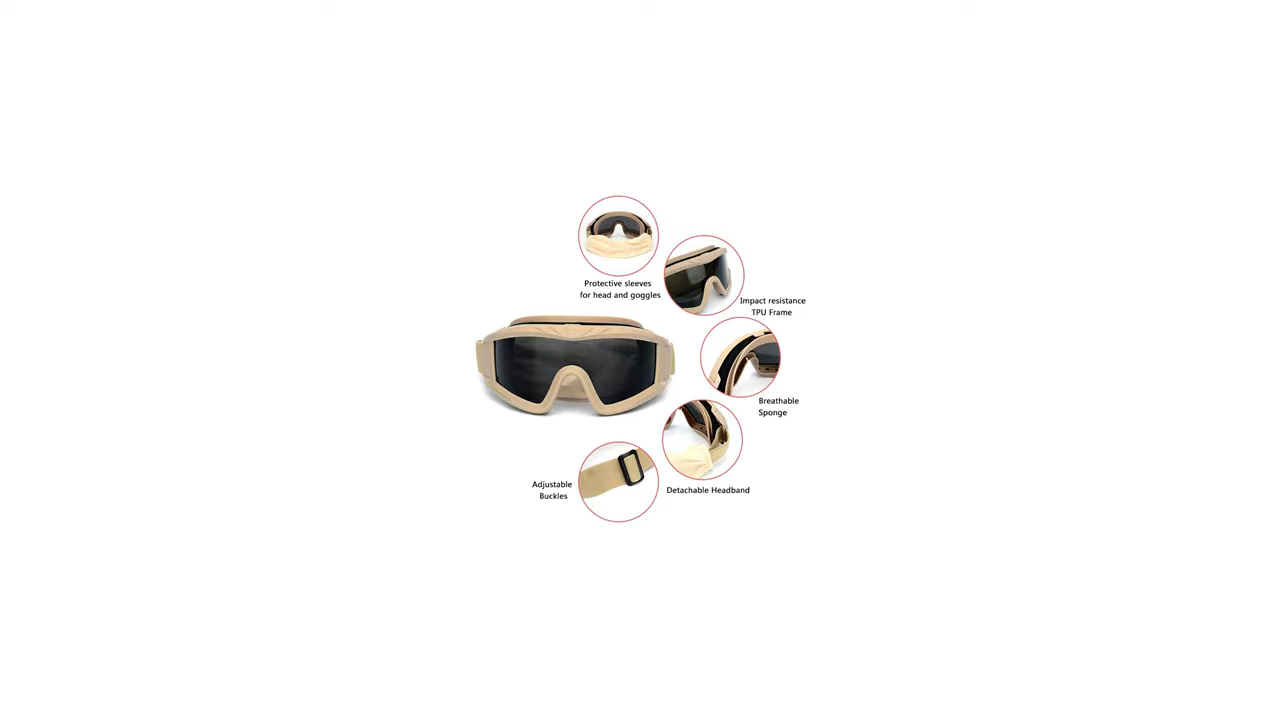 Protective sleeves
for head and goggles
Impact resistance
TPU Frame
Breathable
Sponge
Detachable Headband
Adjustable
Buckles